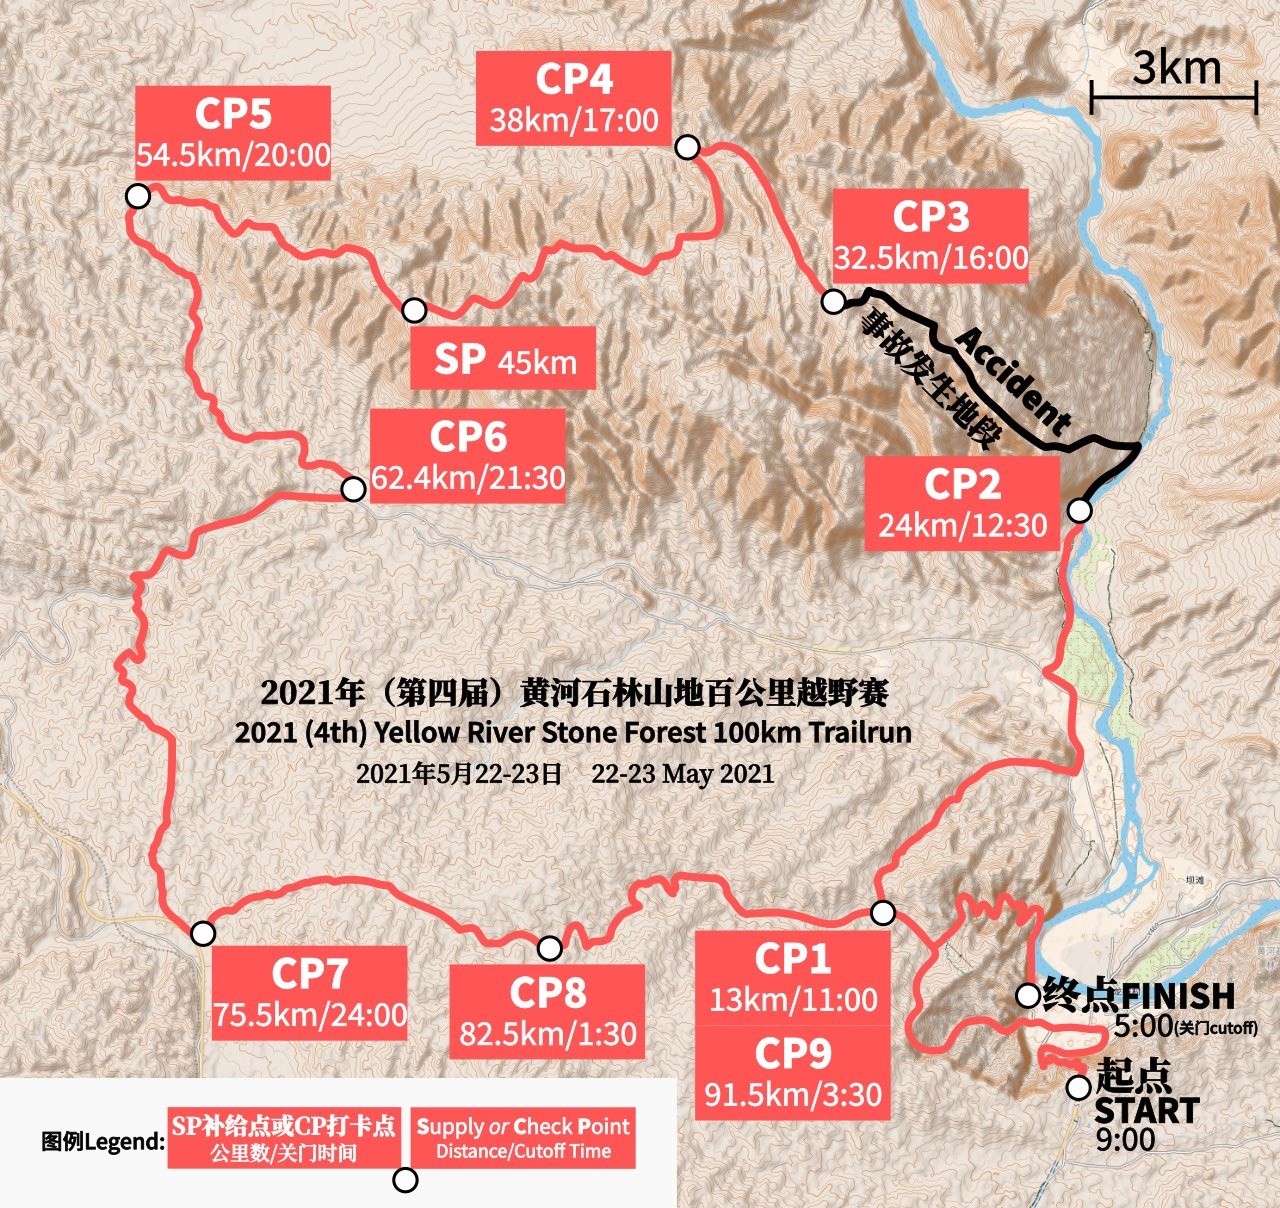 3km
CP4
38km/17:00
CP5
54.5km/20:00
CP3
32.5km/16:00
Accident
事故发生地段
SP 45km
CP6
62.4km/21:30
CP2
24km/12:30
2021年（第四届）黄河石林山地百公里越野赛
2021 (4th) Yellow River Stone Forest 100km Trailrun
2021年5月22-23日 22-23 May 2021
坝滩
CP7
75.5km/24:00
CP8
82.5km/1:30
CP1
13km/11:00
CP9
91.5km/3:30
终点FINISH
5:00(关门cutoff)
起点
START
9:00
图例Legend:
SP补给点或CP打卡点
公里数/关门时间
Supply or Check Point
Distance/Cutoff Time